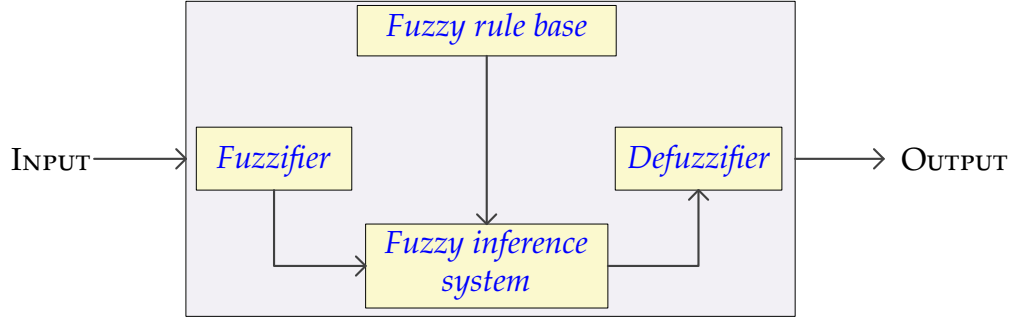 Fuzzy rule base
INPUT
Fuzzifier
Defuzzifier
OUTPUT
Fuzzy inference
system